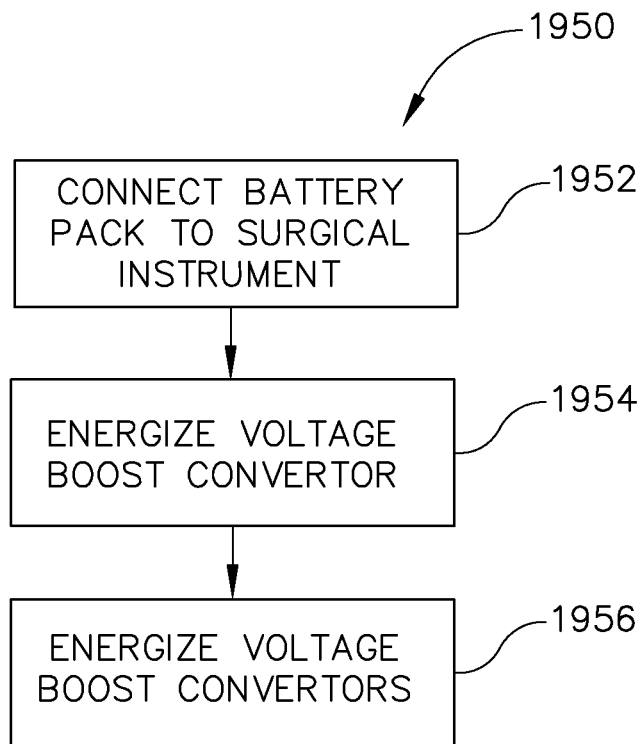 1950
CONNECT BATTERY
PACK TO SURGICAL
INSTRUMENT
1952
ENERGIZE VOLTAGE
BOOST CONVERTOR
1954
ENERGIZE VOLTAGE
BOOST CONVERTORS
1956